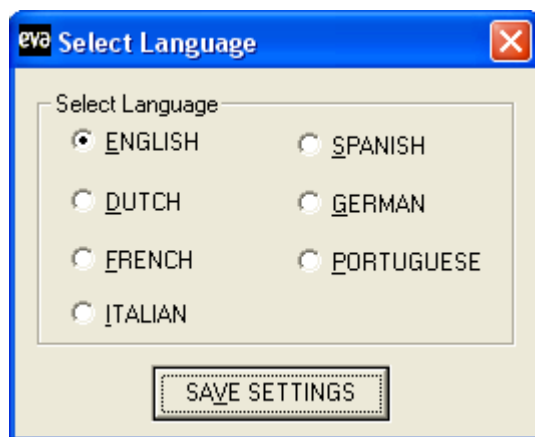 eva Select Language
Select Language
ENGLISH
SPANISH
DUTCH
GERMAN
FRENCH
PORTUGUESE
ITALIAN
SAVE SETTINGS